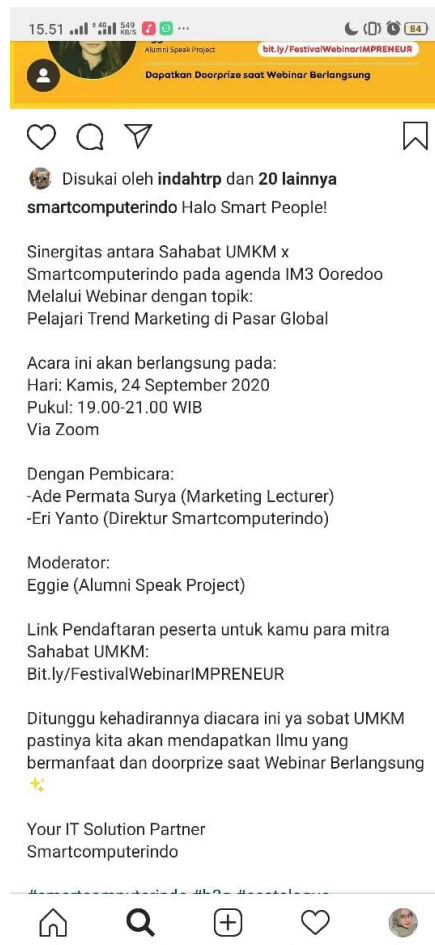 15.51 4G 549 KB/S ... 84
Alumni Speak Project
bit.ly/FestivalWebinarIMPRENEUR
Dapatkan Doorprize saat Webinar Berlangsung
Disukai oleh indahtrp dan 20 lainnya
smartcomputerindo Halo Smart People!
Sinergitas antara Sahabat UMKM x
Smartcomputerindo pada agenda IM3 Ooredoo
Melalui Webinar dengan topik:
Pelajari Trend Marketing di Pasar Global
Acara ini akan berlangsung pada:
Hari: Kamis, 24 September 2020
Pukul: 19.00-21.00 WIB
Via Zoom
Dengan Pembicara:
-Ade Permata Surya (Marketing Lecturer)
-Eri Yanto (Direktur Smartcomputerindo)
Moderator:
Eggie (Alumni Speak Project)
Link Pendaftaran peserta untuk kamu para mitra
Sahabat UMKM:
Bit.ly/FestivalWebinarIMPRENEUR
Ditunggu kehadirannya diacara ini ya sobat UMKM
pastinya kita akan mendapatkan Ilmu yang
bermanfaat dan doorprize saat Webinar Berlangsung
✨
Your IT Solution Partner
Smartcomputerindo